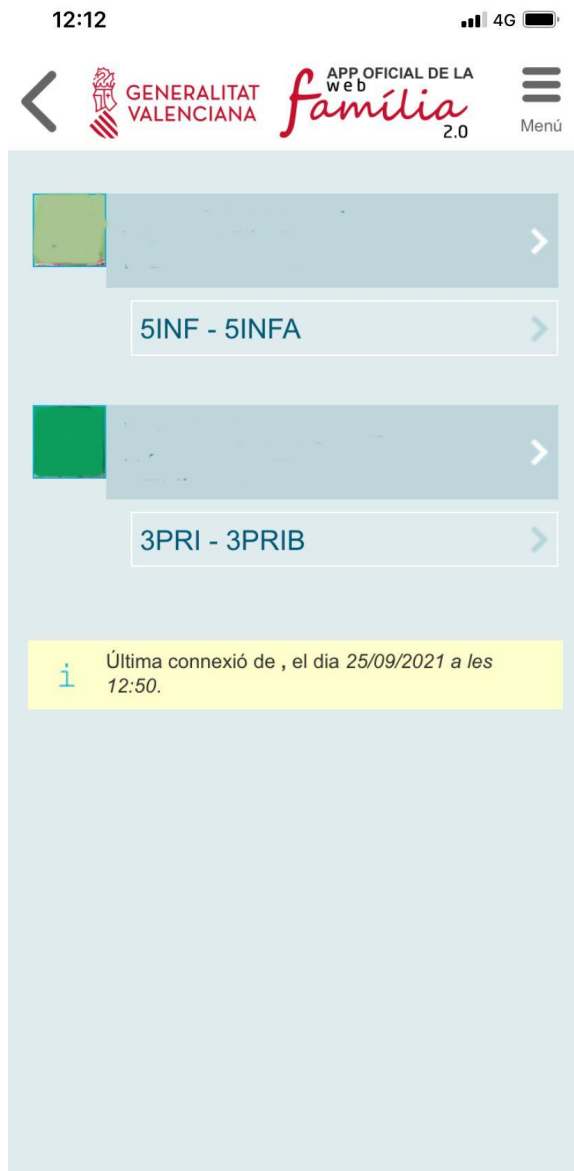 12:12
4G
GENERALITAT
VALENCIANA
APP OFICIAL DE LA
web
família
2.0
Menú
5INF - 5INFA
3PRI - 3PRIB
i
Última connexió de , el dia 25/09/2021 a les
12:50.